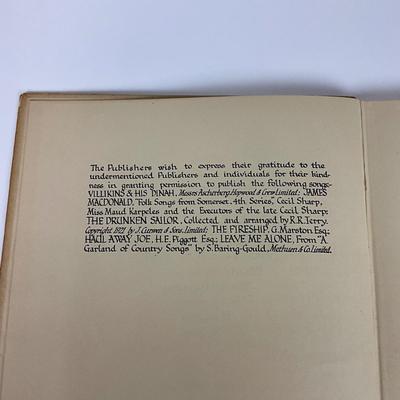 The Publishers wish to express their gratitude to the
undermentioned Publishers and individuals for their kind-
ness in granting permission to publish the following songs-
VILLIKINS & HIS DINAH, Messrs Ascherberg, Hopwood & Crew Limited: JAMES
MACDONALD, "Folk Songs from Somerset, 4th Series", Cecil Sharp,
Miss Maud Karpeles and the Executors of the late Cecil Sharp:
THE DRUNKEN SAILOR, Collected and arranged by R.R. Terry.
Copyright 1921 by J. Curwen & Sons. Limited: THE FIRESHIP, G. Marston Esq:
HAUL AWAY JOE, H.E. Piggott Esq: LEAVE ME ALONE, From "A
Garland of Country Songs" by S. Baring-Gould, Methuen & Co. Limited.